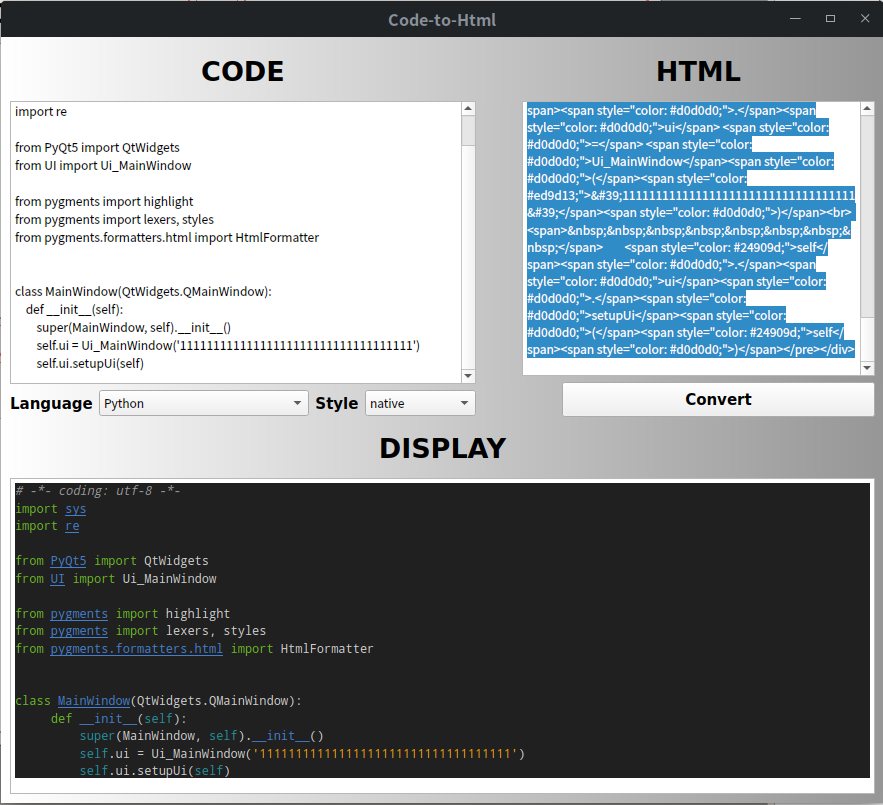 Code-to-Html
CODE
import re
from PyQt5 import QtWidgets
from UI import Ui_MainWindow
from pygments import highlight
from pygments import lexers, styles
from pygments.formatters.html import HtmlFormatter
class MainWindow(QtWidgets.QMainWindow):
def __init__(self):
super(MainWindow, self).__init__()
self.ui = Ui_MainWindow('11111111111111111111111111111111111')
self.ui.setupUi(self)
HTML
span><span style="color: #d0d0d0;">.</span><span
style="color: #d0d0d0;">ui</span> <span style="color:
#d0d0d0;">=</span> <span style="color:
#d0d0d0;">Ui_MainWindow</span><span style="color:
#d0d0d0;">(</span><span style="color:
#ed9d13;">&#39;11111111111111111111111111111111111
&#39;</span><span style="color: #d0d0d0;">)</span><br>
<span>&nbsp;&nbsp;&nbsp;&nbsp;&nbsp;&nbsp;&
nbsp;</span> <span style="color: #24909d;">self</
span><span style="color: #d0d0d0;">.</span><span
style="color: #d0d0d0;">ui</span><span style="color:
#d0d0d0;">.</span><span style="color:
#d0d0d0;">setupUi</span><span style="color:
#d0d0d0;">(</span><span style="color: #24909d;">self</
span><span style="color: #d0d0d0;">)</span></pre></div>
Language Python Style native
Convert
DISPLAY
# -*- coding: utf-8 -*-
import sys
import re
from PyQt5 import QtWidgets
from UI import Ui_MainWindow
from pygments import highlight
from pygments import lexers, styles
from pygments.formatters.html import HtmlFormatter
class MainWindow(QtWidgets.QMainWindow):
def __init__(self):
super(MainWindow, self).__init__()
self.ui = Ui_MainWindow('11111111111111111111111111111111111')
self.ui.setupUi(self)